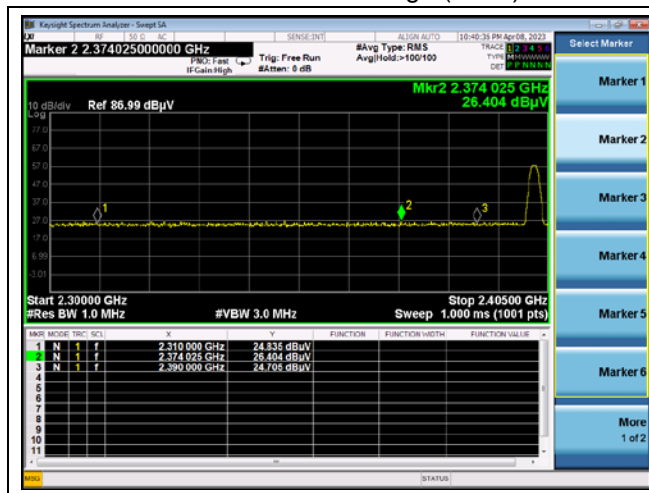 Keysight Spectrum Analyzer - Swept SA
RF 50 Ω AC SENSE:INT ALIGN AUTO 10:40:35 PM Apr 08, 2023
Marker 2 2.374025000000 GHz
PNO: Fast
IFGain:High
Trig: Free Run
#Atten: 0 dB
#Avg Type: RMS
Avg|Hold:>100/100
TRACE 1 2 3 4 5 6
TYPE MWWWWW
DET P P N N N N
Select Marker
Marker 1
Marker 2
Marker 3
Marker 4
Marker 5
Marker 6
More
1 of 2
Mkr2 2.374 025 GHz
26.404 dBµV
10 dB/div Ref 86.99 dBµV
Log
77.0
67.0
57.0
47.0
37.0
27.0
17.0
6.99
-3.01
1
2
3
Start 2.30000 GHz
Stop 2.40500 GHz
#Res BW 1.0 MHz #VBW 3.0 MHz Sweep 1.000 ms (1001 pts)
MKR MODE TRC SCL X Y FUNCTION FUNCTION WIDTH FUNCTION VALUE
1 N 1 f 2.310 000 GHz 24.835 dBuV
2 N 1 f 2.374 025 GHz 26.404 dBuV
3 N 1 f 2.390 000 GHz 24.705 dBuV
4
5
6
7
8
9
10
11
MSG STATUS